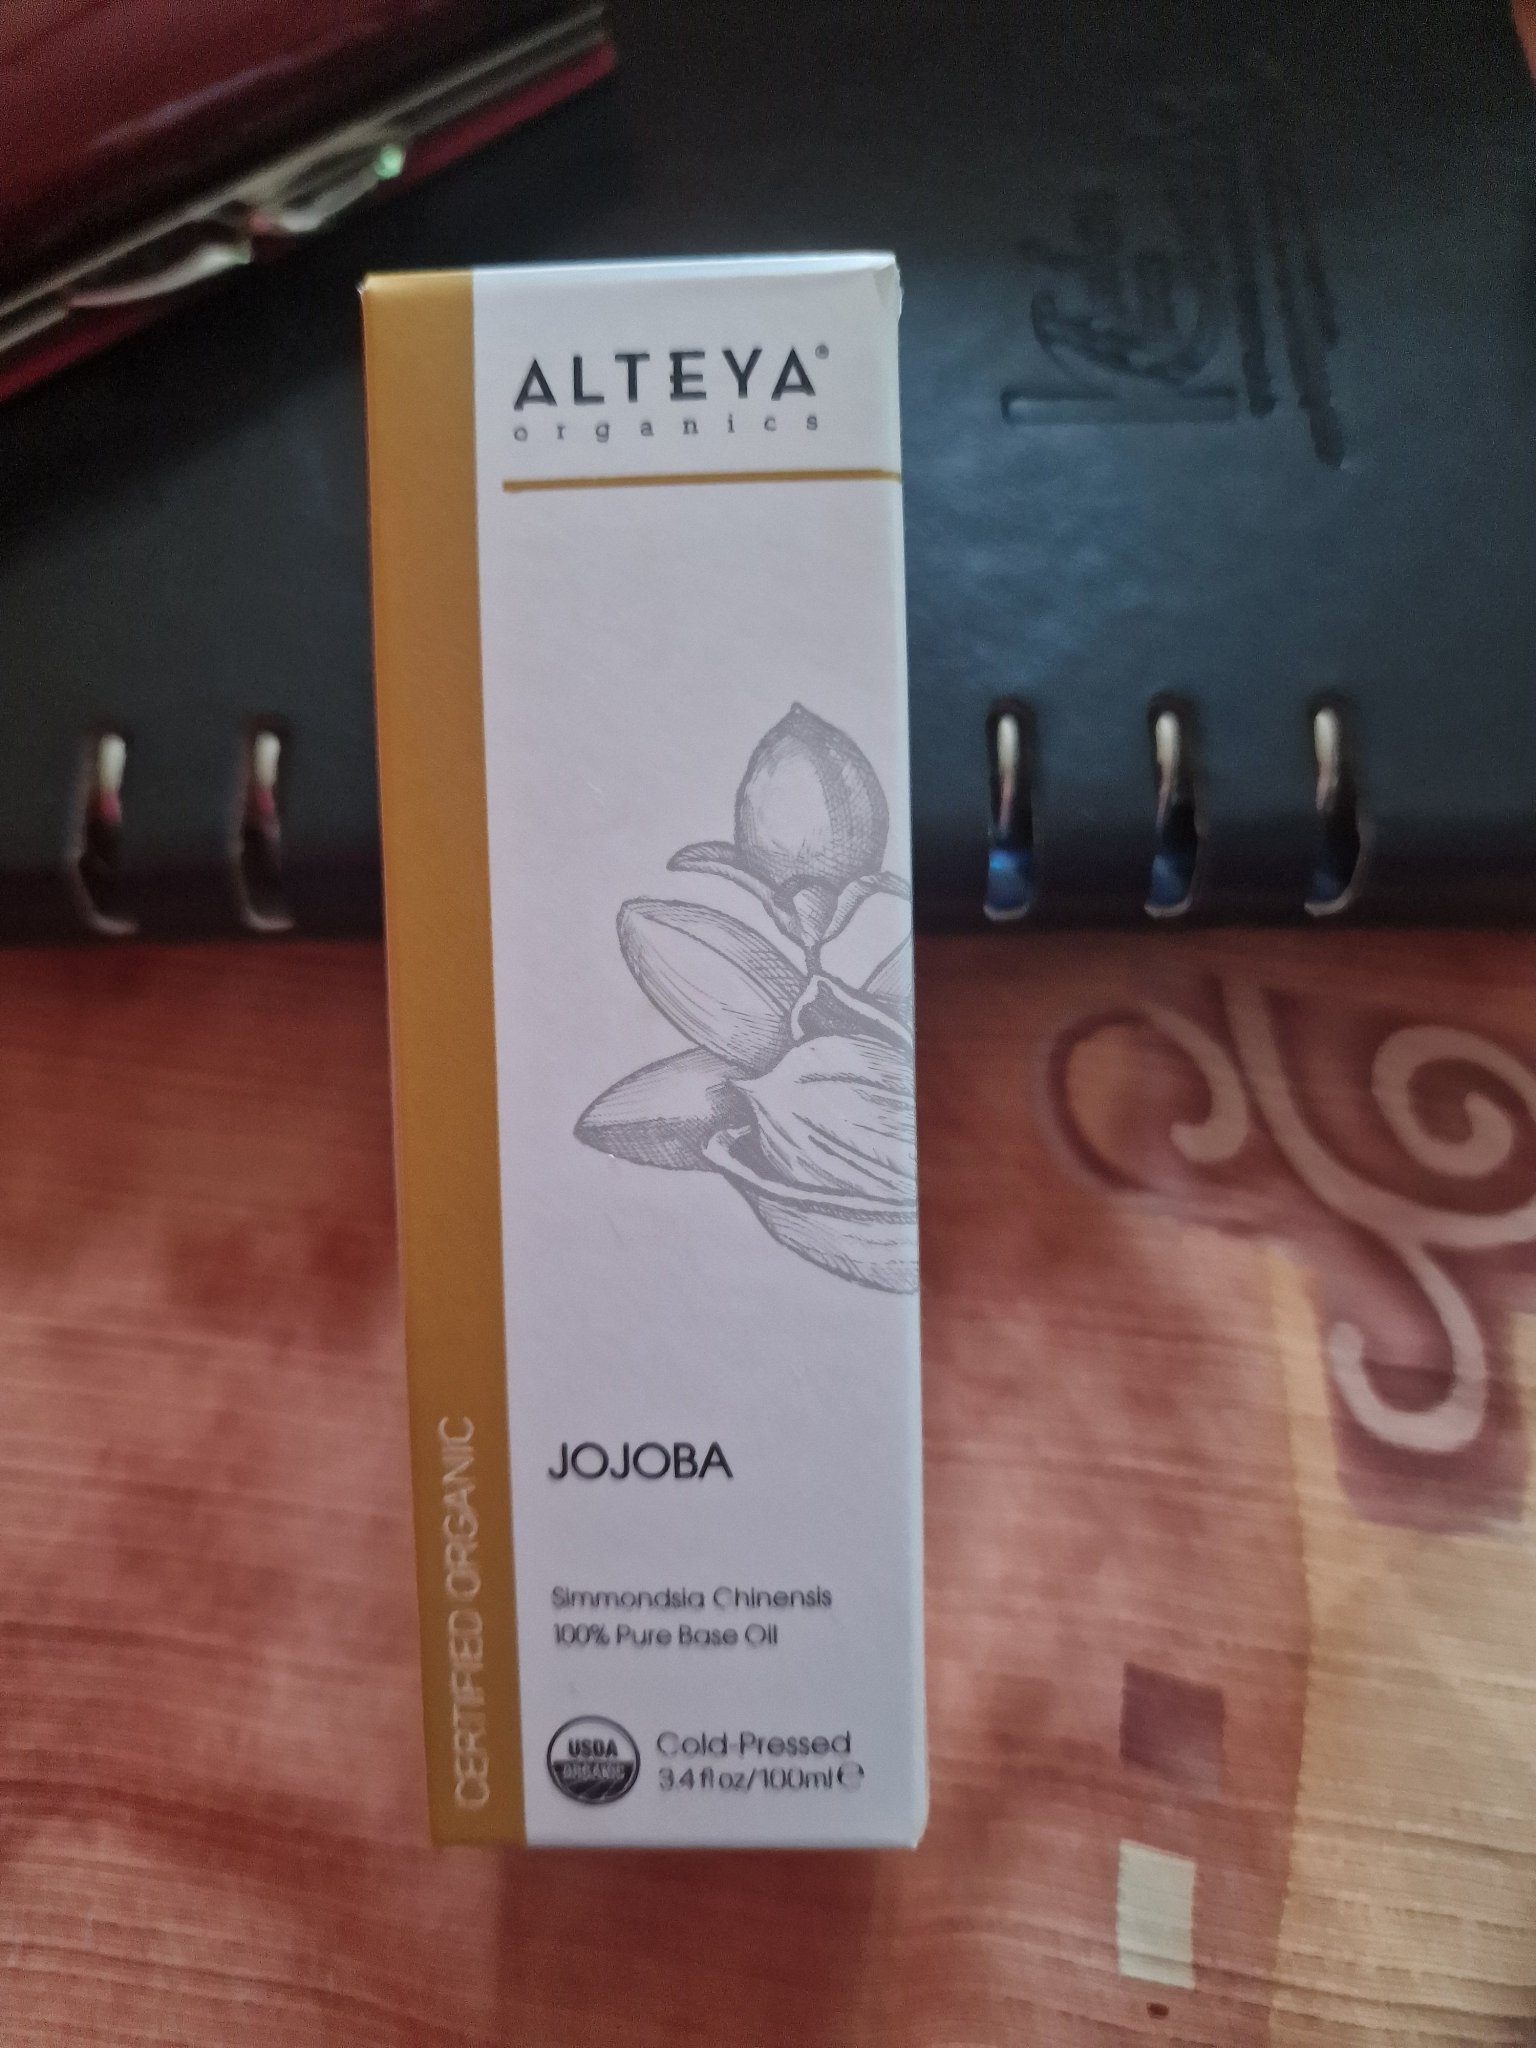 ALTEYA®
organics
JOJOBA
Simmondsia Chinensis
100% Pure Base Oil
USDA
ORGANIC
Cold-Pressed
3.4 fl oz/100ml ℮
CERTIFIED ORGANIC